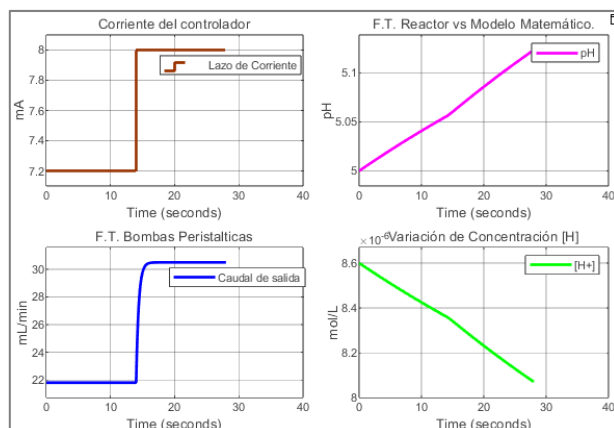 Corriente del controlador
8
7.8
7.6
7.4
7.2
mA
Lazo de Corriente
0 10 20 30 40
Time (seconds)
F.T. Reactor vs Modelo Matemático.
5.1
5.05
5
pH
pH
0 10 20 30 40
Time (seconds)
F.T. Bombas Peristalticas
30
28
26
24
22
mL/min
Caudal de salida
0 10 20 30 40
Time (seconds)
×10-6 Variación de Concentración [H]
8.6
8.4
8.2
8
mol/L
[H+]
0 10 20 30 40
Time (seconds)